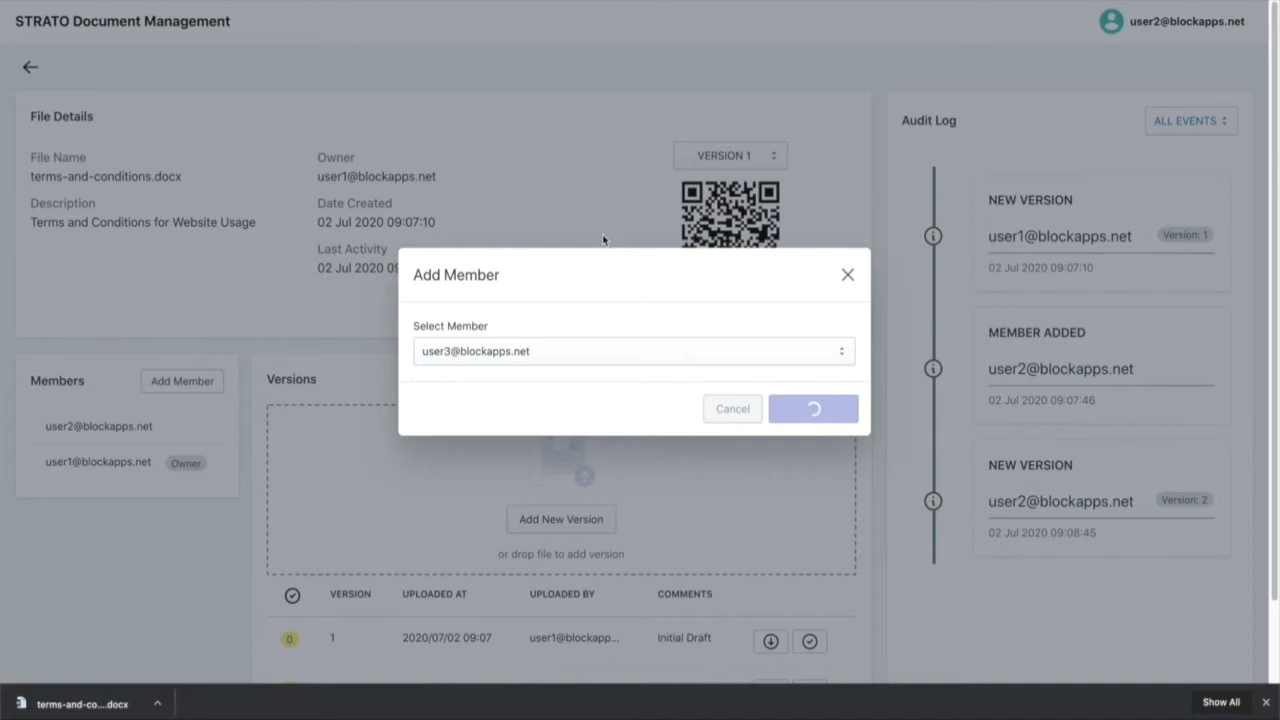 STRATO Document Management
user2@blockapps.net
File Details
File Name
terms-and-conditions.docx
Description
Terms and Conditions for Website Usage
Owner
user1@blockapps.net
Date Created
02 Jul 2020 09:07:10
Last Activity
02 Jul 2020 09
VERSION 1
Add Member
Select Member
user3@blockapps.net
Cancel
Members
Add Member
user2@blockapps.net
user1@blockapps.net Owner
Versions
Add New Version
or drop file to add version
VERSION UPLOADED AT UPLOADED BY COMMENTS
0 1 2020/07/02 09:07 user1@blockapp... Initial Draft
Audit Log
ALL EVENTS
NEW VERSION
user1@blockapps.net Version: 1
02 Jul 2020 09:07:10
MEMBER ADDED
user2@blockapps.net
02 Jul 2020 09:07:46
NEW VERSION
user2@blockapps.net Version: 2
02 Jul 2020 09:08:45
terms-and-co....docx
Show All